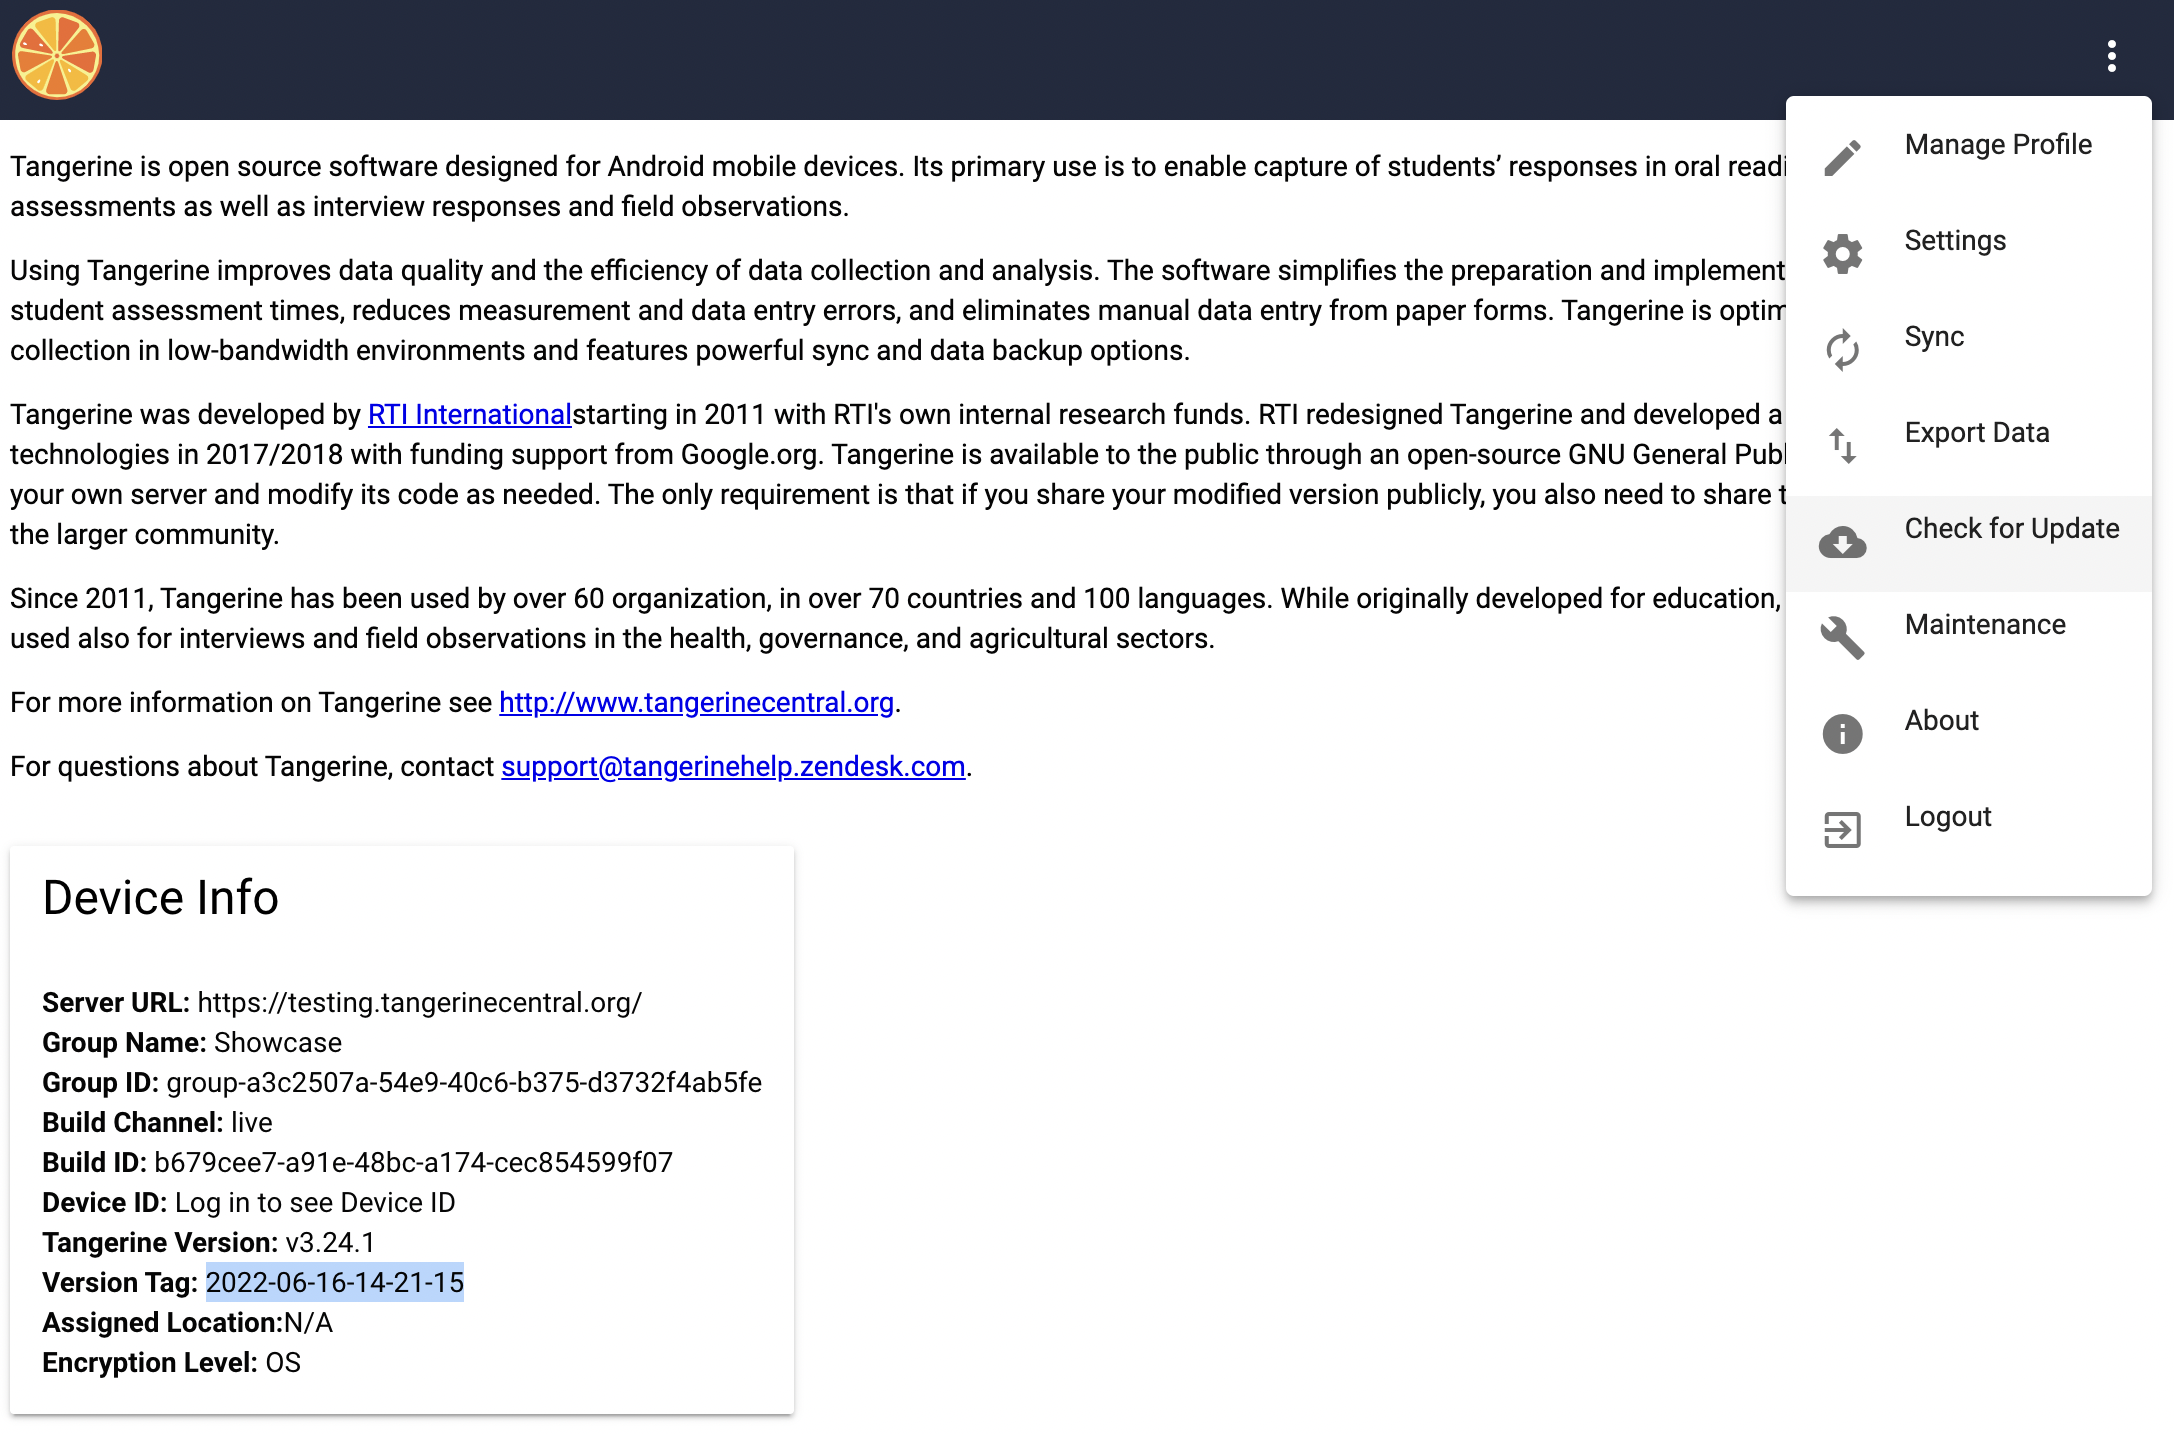 Tangerine is open source software designed for Android mobile devices. Its primary use is to enable capture of students’ responses in oral readi
assessments as well as interview responses and field observations.
Using Tangerine improves data quality and the efficiency of data collection and analysis. The software simplifies the preparation and implement
student assessment times, reduces measurement and data entry errors, and eliminates manual data entry from paper forms. Tangerine is optim
collection in low-bandwidth environments and features powerful sync and data backup options.
Tangerine was developed by RTI Internationalstarting in 2011 with RTI's own internal research funds. RTI redesigned Tangerine and developed a
technologies in 2017/2018 with funding support from Google.org. Tangerine is available to the public through an open-source GNU General Publ
your own server and modify its code as needed. The only requirement is that if you share your modified version publicly, you also need to share t
the larger community.
Since 2011, Tangerine has been used by over 60 organization, in over 70 countries and 100 languages. While originally developed for education,
used also for interviews and field observations in the health, governance, and agricultural sectors.
For more information on Tangerine see http://www.tangerinecentral.org.
For questions about Tangerine, contact support@tangerinehelp.zendesk.com.
Manage Profile
Settings
Sync
Export Data
Check for Update
Maintenance
About
Logout
Device Info
Server URL: https://testing.tangerinecentral.org/
Group Name: Showcase
Group ID: group-a3c2507a-54e9-40c6-b375-d3732f4ab5fe
Build Channel: live
Build ID: b679cee7-a91e-48bc-a174-cec854599f07
Device ID: Log in to see Device ID
Tangerine Version: v3.24.1
Version Tag: 2022-06-16-14-21-15
Assigned Location:N/A
Encryption Level: OS